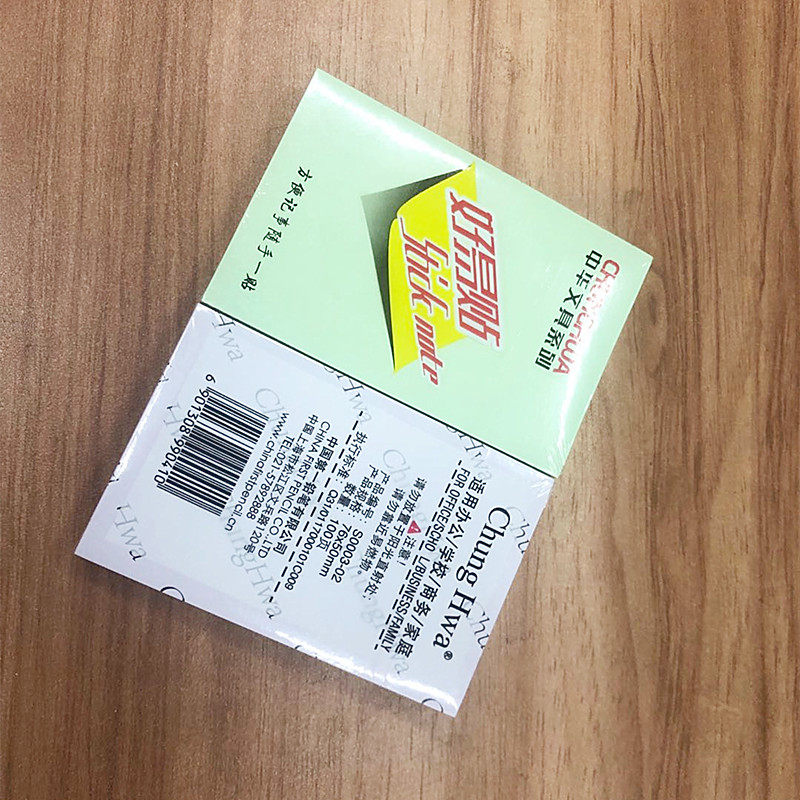 CHUNGHWA
中华文具系列
好易贴
Stick note
方便记事随手一贴
Chung Hwa®
适用办公/学校/商务/家庭
FOR OFFICE/SCHO L/BUSINESS/FAMILY
注意!
请勿放置于阳光直射处;
请勿靠近易燃物。
产品编号: S0003-02
产品规格: 76X50mm
数量: 100页
执行标准: Q31/0117000101C009
中国第一铅笔有限公司
CHINA FIRST PENCIL CO.,LTD
中国上海市松江区文兵路120号
TEL:021-57892888
www.chinafirstpencil.cn
6 901308 990410
Chung Hwa